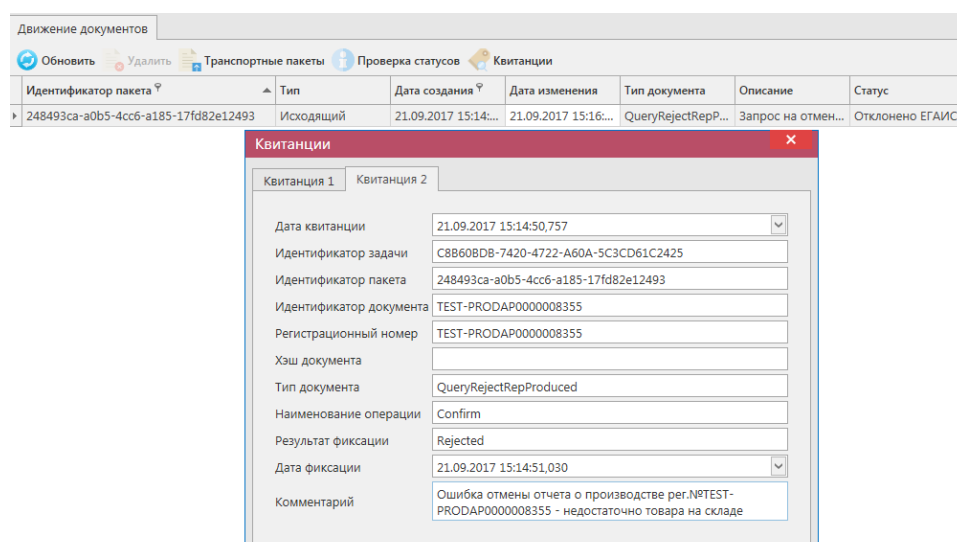 Движение документов
Обновить Удалить Транспортные пакеты Проверка статусов Квитанции
Идентификатор пакета Тип Дата создания Дата изменения Тип документа Описание Статус
248493ca-a0b5-4cc6-a185-17fd82e12493 Исходящий 21.09.2017 15:14:... 21.09.2017 15:16:... QueryRejectRepP... Запрос на отмен... Отклонено ЕГАИС
Квитанции
Квитанция 1 Квитанция 2
Дата квитанции 21.09.2017 15:14:50,757
Идентификатор задачи C8B60BDB-7420-4722-A60A-5C3CD61C2425
Идентификатор пакета 248493ca-a0b5-4cc6-a185-17fd82e12493
Идентификатор документа TEST-PRODAP0000008355
Регистрационный номер TEST-PRODAP0000008355
Хэш документа
Тип документа QueryRejectRepProduced
Наименование операции Confirm
Результат фиксации Rejected
Дата фиксации 21.09.2017 15:14:51,030
Комментарий Ошибка отмены отчета о производстве рег.№TEST-
PRODAP0000008355 - недостаточно товара на складе